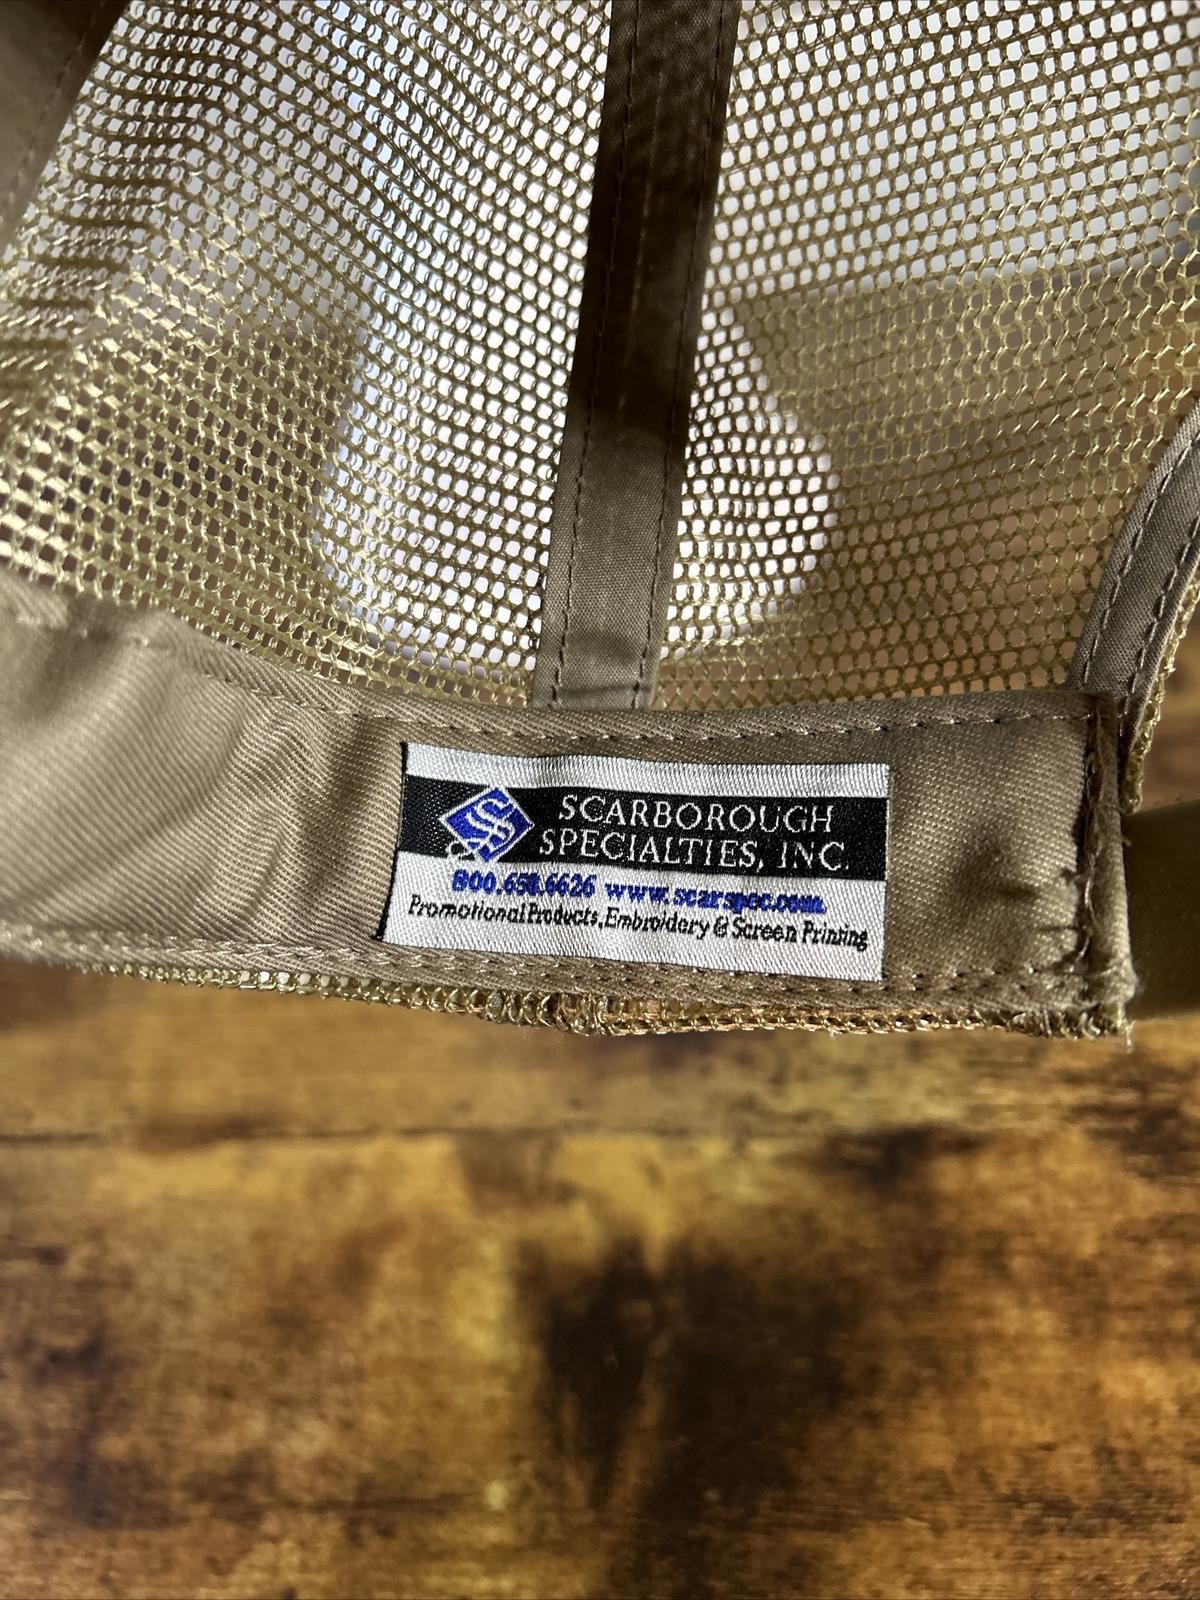 SCARBOROUGH
SPECIALTIES, INC.
800.658.6626 www.scarspec.com
Promotional Products, Embroidery & Screen Printing